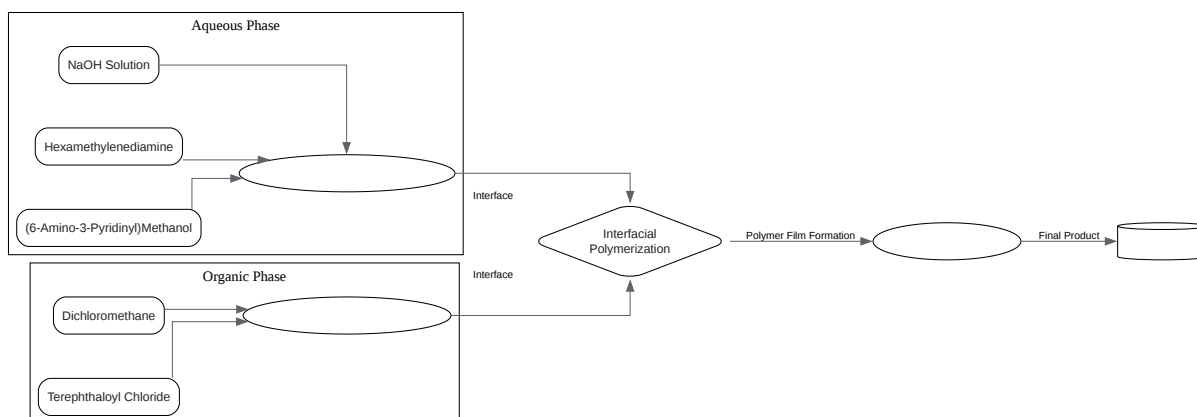 Aqueous Phase
NaOH Solution
Hexamethylenediamine
(6-Amino-3-Pyridinyl)Methanol
Interface
Interfacial
Polymerization
Polymer Film Formation
Final Product
Interface
Organic Phase
Dichloromethane
Terephthaloyl Chloride